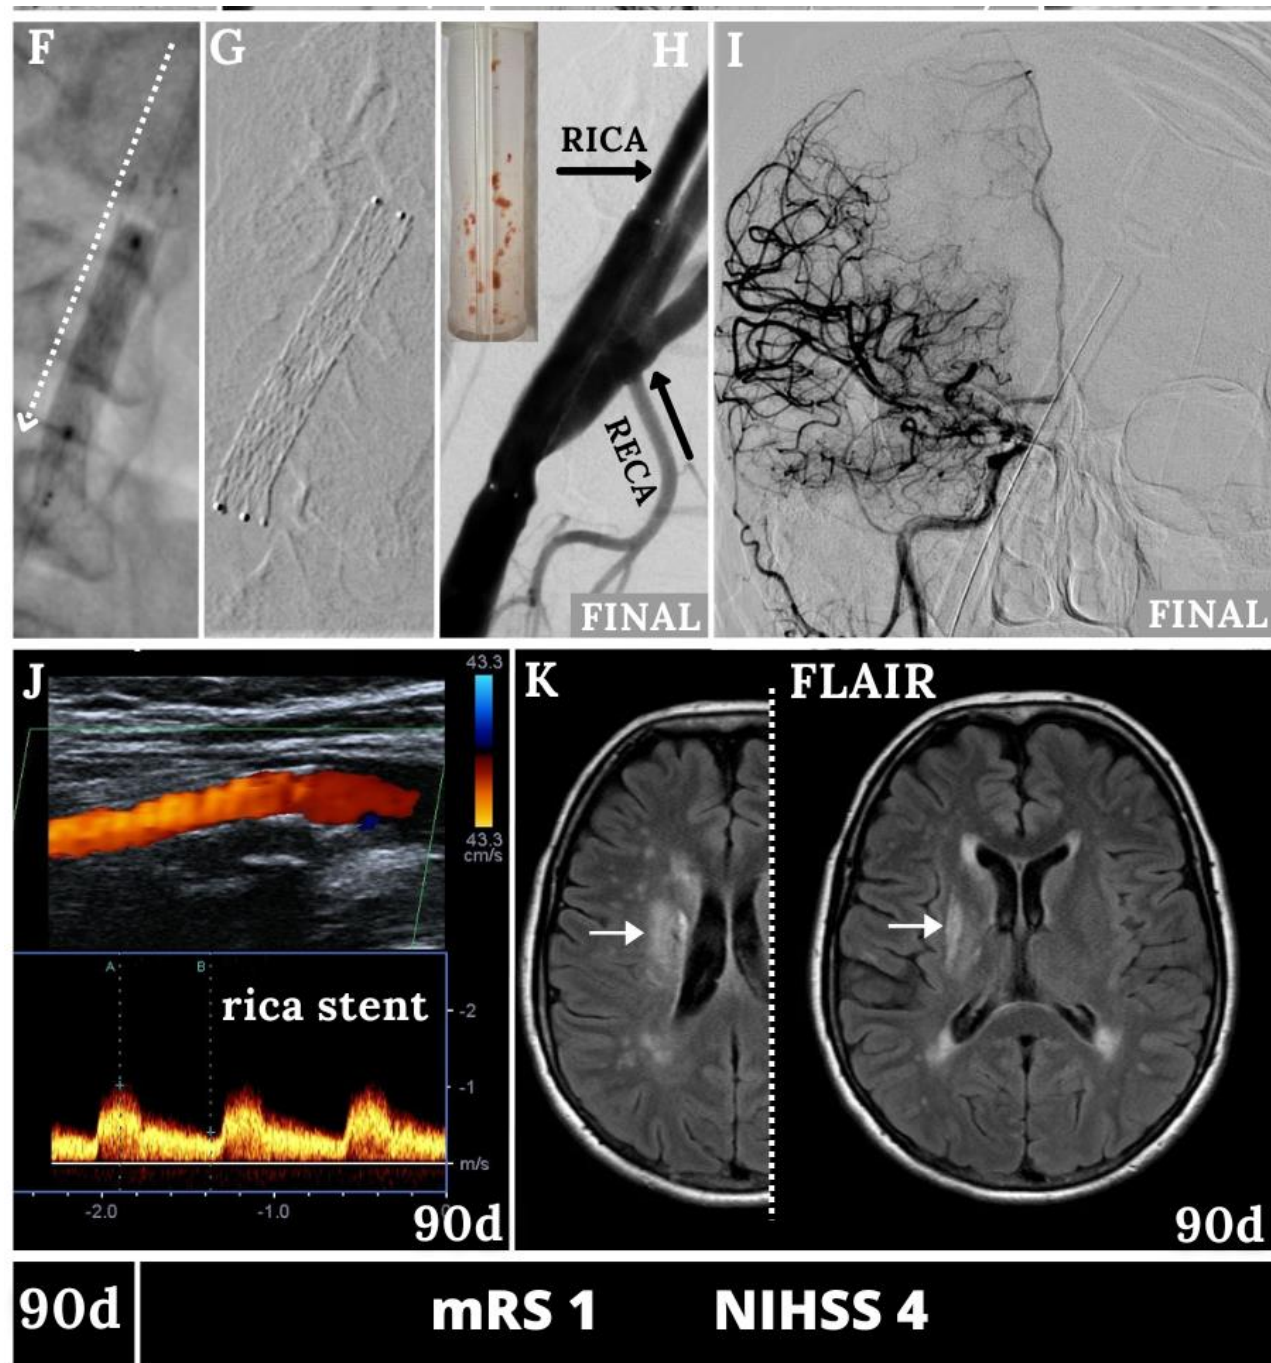 F
G
H
RICA
RECA
FINAL
I
FINAL
J
43.3
43.3
cm/s
A
B
rica stent
-2
-1
m/s
-2.0
-1.0
0
90d
K
FLAIR
90d
90d
mRS 1
NIHSS 4